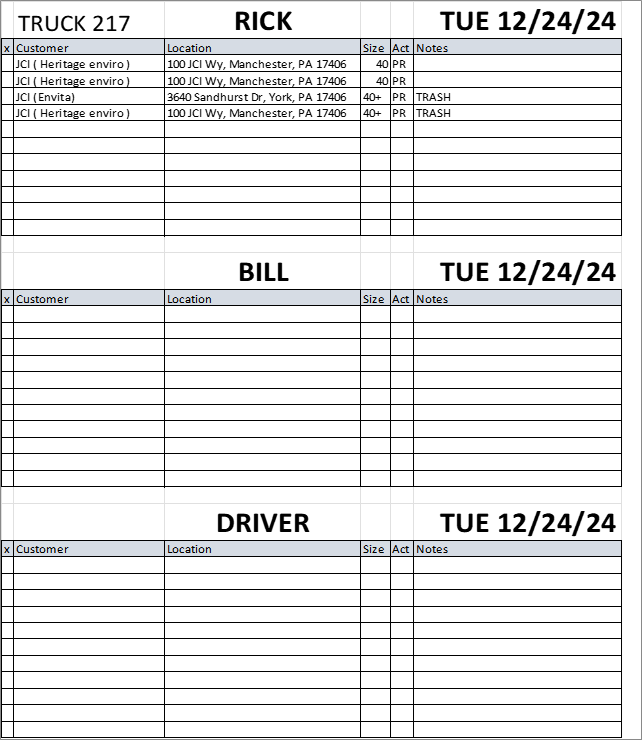 TRUCK 217 RICK TUE 12/24/24
x Customer Location Size Act Notes
JCI ( Heritage enviro ) 100 JCI Wy, Manchester, PA 17406 40 PR
JCI ( Heritage enviro ) 100 JCI Wy, Manchester, PA 17406 40 PR
JCI (Envita) 3640 Sandhurst Dr, York, PA 17406 40+ PR TRASH
JCI ( Heritage enviro ) 100 JCI Wy, Manchester, PA 17406 40+ PR TRASH
BILL TUE 12/24/24
x Customer Location Size Act Notes
DRIVER TUE 12/24/24
x Customer Location Size Act Notes